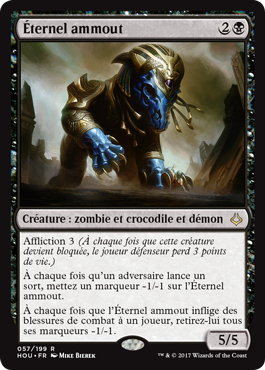 Éternel ammout 2
Créature : zombie et crocodile et démon
Affliction 3 (À chaque fois que cette créature
devient bloquée, le joueur défenseur perd 3 points
de vie.)
À chaque fois qu'un adversaire lance un
sort, mettez un marqueur -1/-1 sur l'Éternel
ammout.
À chaque fois que l'Éternel ammout inflige des
blessures de combat à un joueur, retirez-lui tous
ses marqueurs -1/-1.
5/5
057/199 R
HOU • FR Mike Bierek
™ & © 2017 Wizards of the Coast